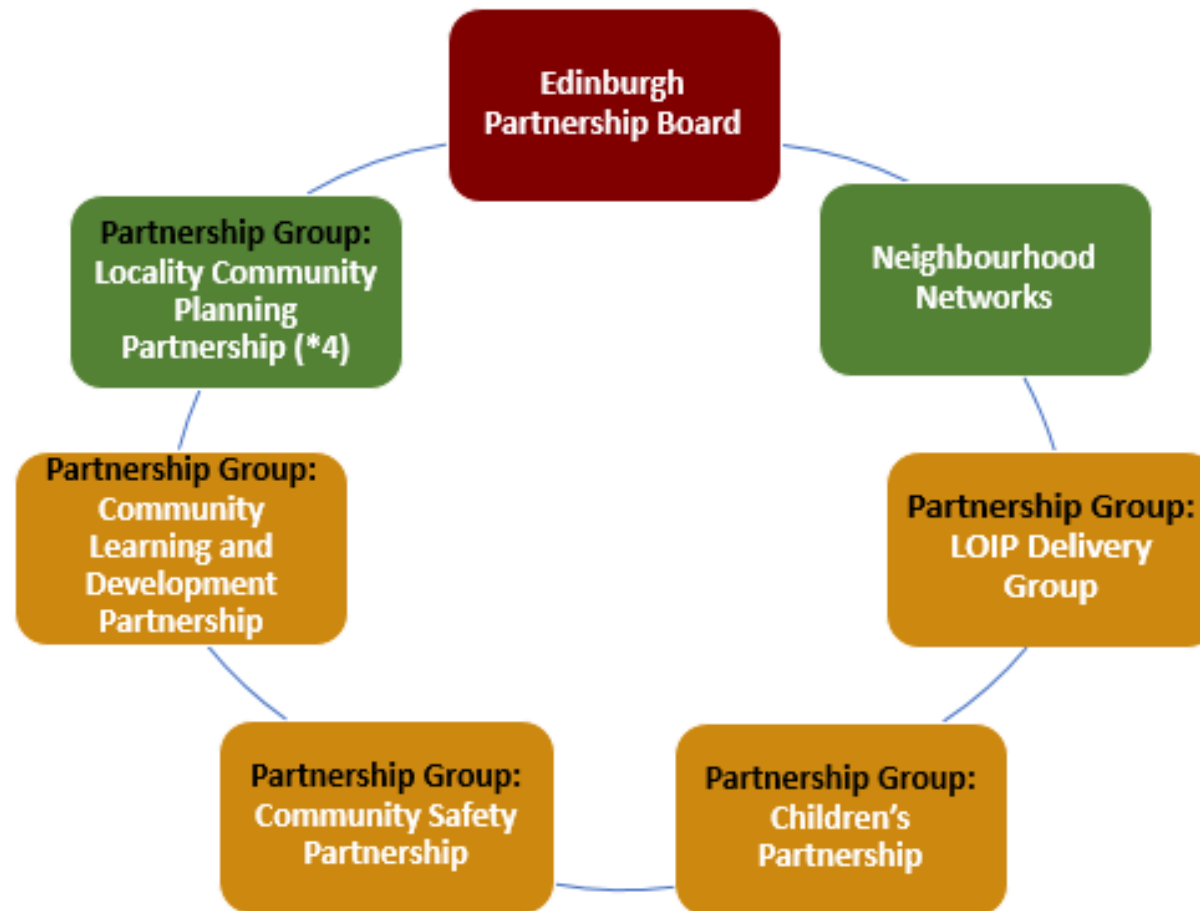 Edinburgh
Partnership Board
Partnership Group:
Locality Community
Planning
Partnership (*4)
Neighbourhood
Networks
Partnership Group:
Community
Learning and
Development
Partnership
Partnership Group:
LOIP Delivery
Group
Partnership Group:
Community Safety
Partnership
Partnership Group:
Children’s
Partnership